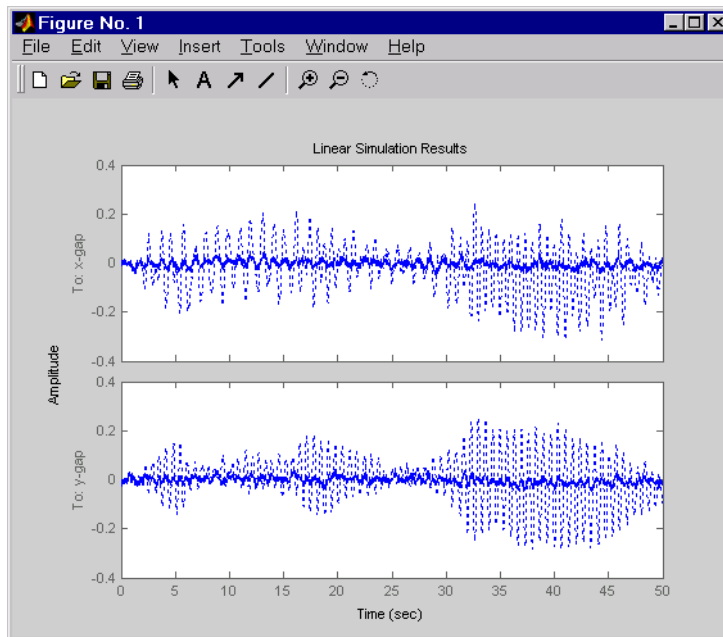 Figure No. 1
File Edit View Insert Tools Window Help
A
Linear Simulation Results
Amplitude
To: x-gap
0.4
0.2
0
-0.2
-0.4
To: y-gap
0.4
0.2
0
-0.2
-0.4
0 5 10 15 20 25 30 35 40 45 50
Time (sec)